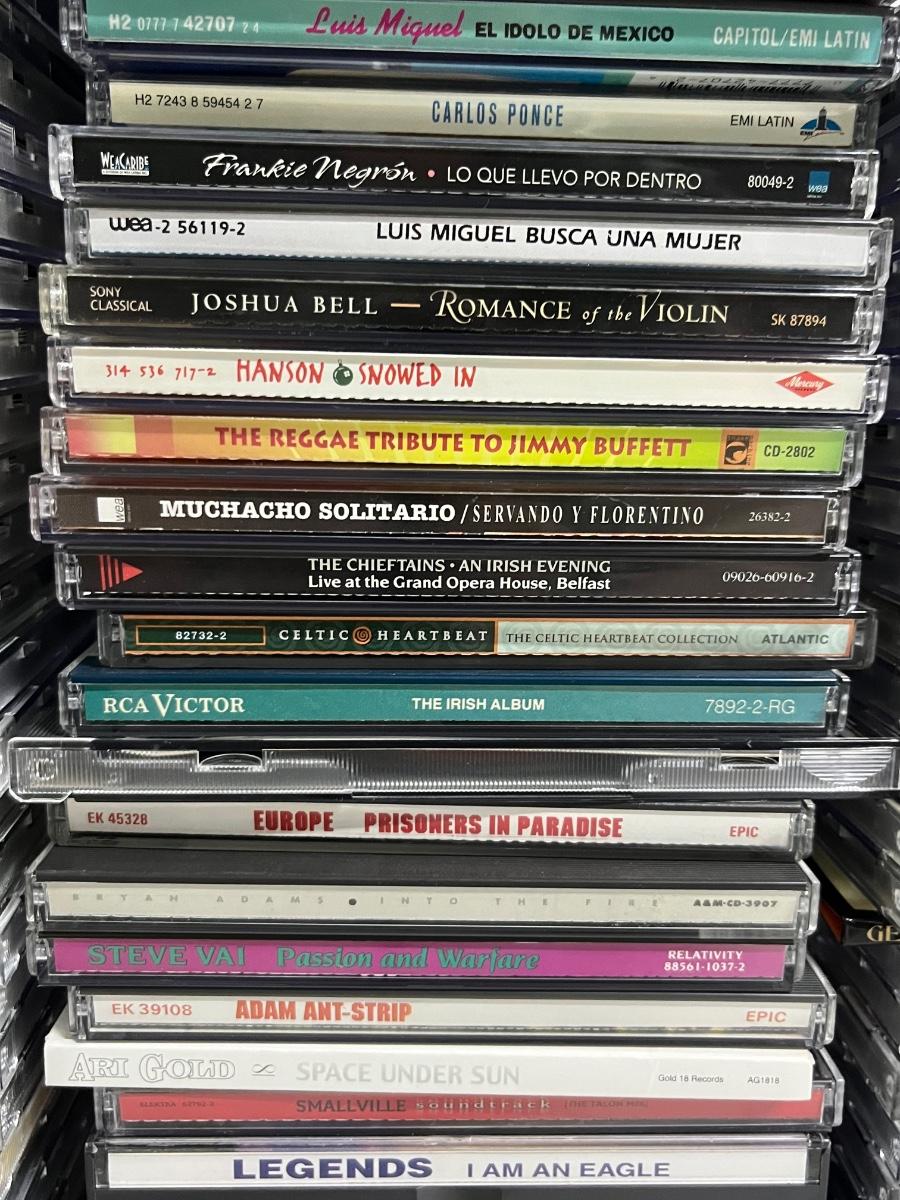 H2 0777 7 42707 2 4 Luis Miguel EL IDOLO DE MEXICO CAPITOL/EMI LATIN
H2 7243 8 59454 2 7 CARLOS PONCE EMI LATIN EMI
WEACARIBE Frankie Negrón • LO QUE LLEVO POR DENTRO 80049-2 wea
wea-2 56119-2 LUIS MIGUEL BUSCA UNA MUJER
SONY CLASSICAL JOSHUA BELL — ROMANCE of the VIOLIN SK 87894
314 536 717-2 HANSON SNOWED IN Mercury
THE REGGAE TRIBUTE TO JIMMY BUFFETT CD-2802
wea MUCHACHO SOLITARIO / SERVANDO Y FLORENTINO 26382-2
THE CHIEFTAINS • AN IRISH EVENING
Live at the Grand Opera House, Belfast 09026-60916-2
82732-2 CELTIC HEARTBEAT THE CELTIC HEARTBEAT COLLECTION ATLANTIC
RCA VICTOR THE IRISH ALBUM 7892-2-RG
EK 45328 EUROPE PRISONERS IN PARADISE EPIC
BRYAN ADAMS • INTO THE FIRE A&M-CD-3907
GE
STEVE VAI Passion and Warfare RELATIVITY
88561-1037-2
EK 39108 ADAM ANT-STRIP EPIC
ARI GOLD ∞ SPACE UNDER SUN Gold 18 Records AG1818
ELEKTRA 62792-2 SMALLVILLE soundtrack [THE TALON MIX]
LEGENDS I AM AN EAGLE